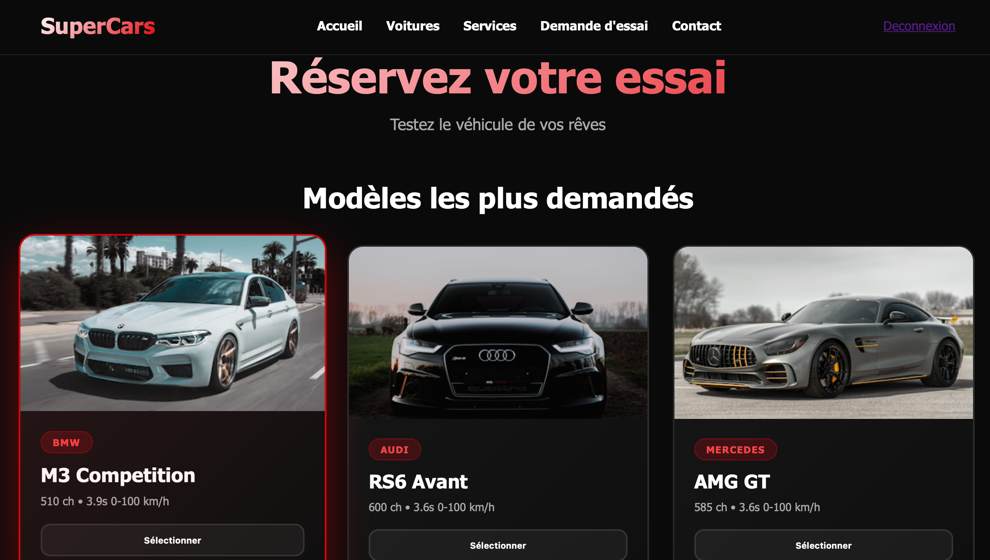 SuperCars
Accueil Voitures Services Demande d'essai Contact
Deconnexion
Réservez votre essai
Testez le véhicule de vos rêves
Modèles les plus demandés
BMW
M3 Competition
510 ch • 3.9s 0-100 km/h
Sélectionner
AUDI
RS6 Avant
600 ch • 3.6s 0-100 km/h
Sélectionner
MERCEDES
AMG GT
585 ch • 3.6s 0-100 km/h
Sélectionner